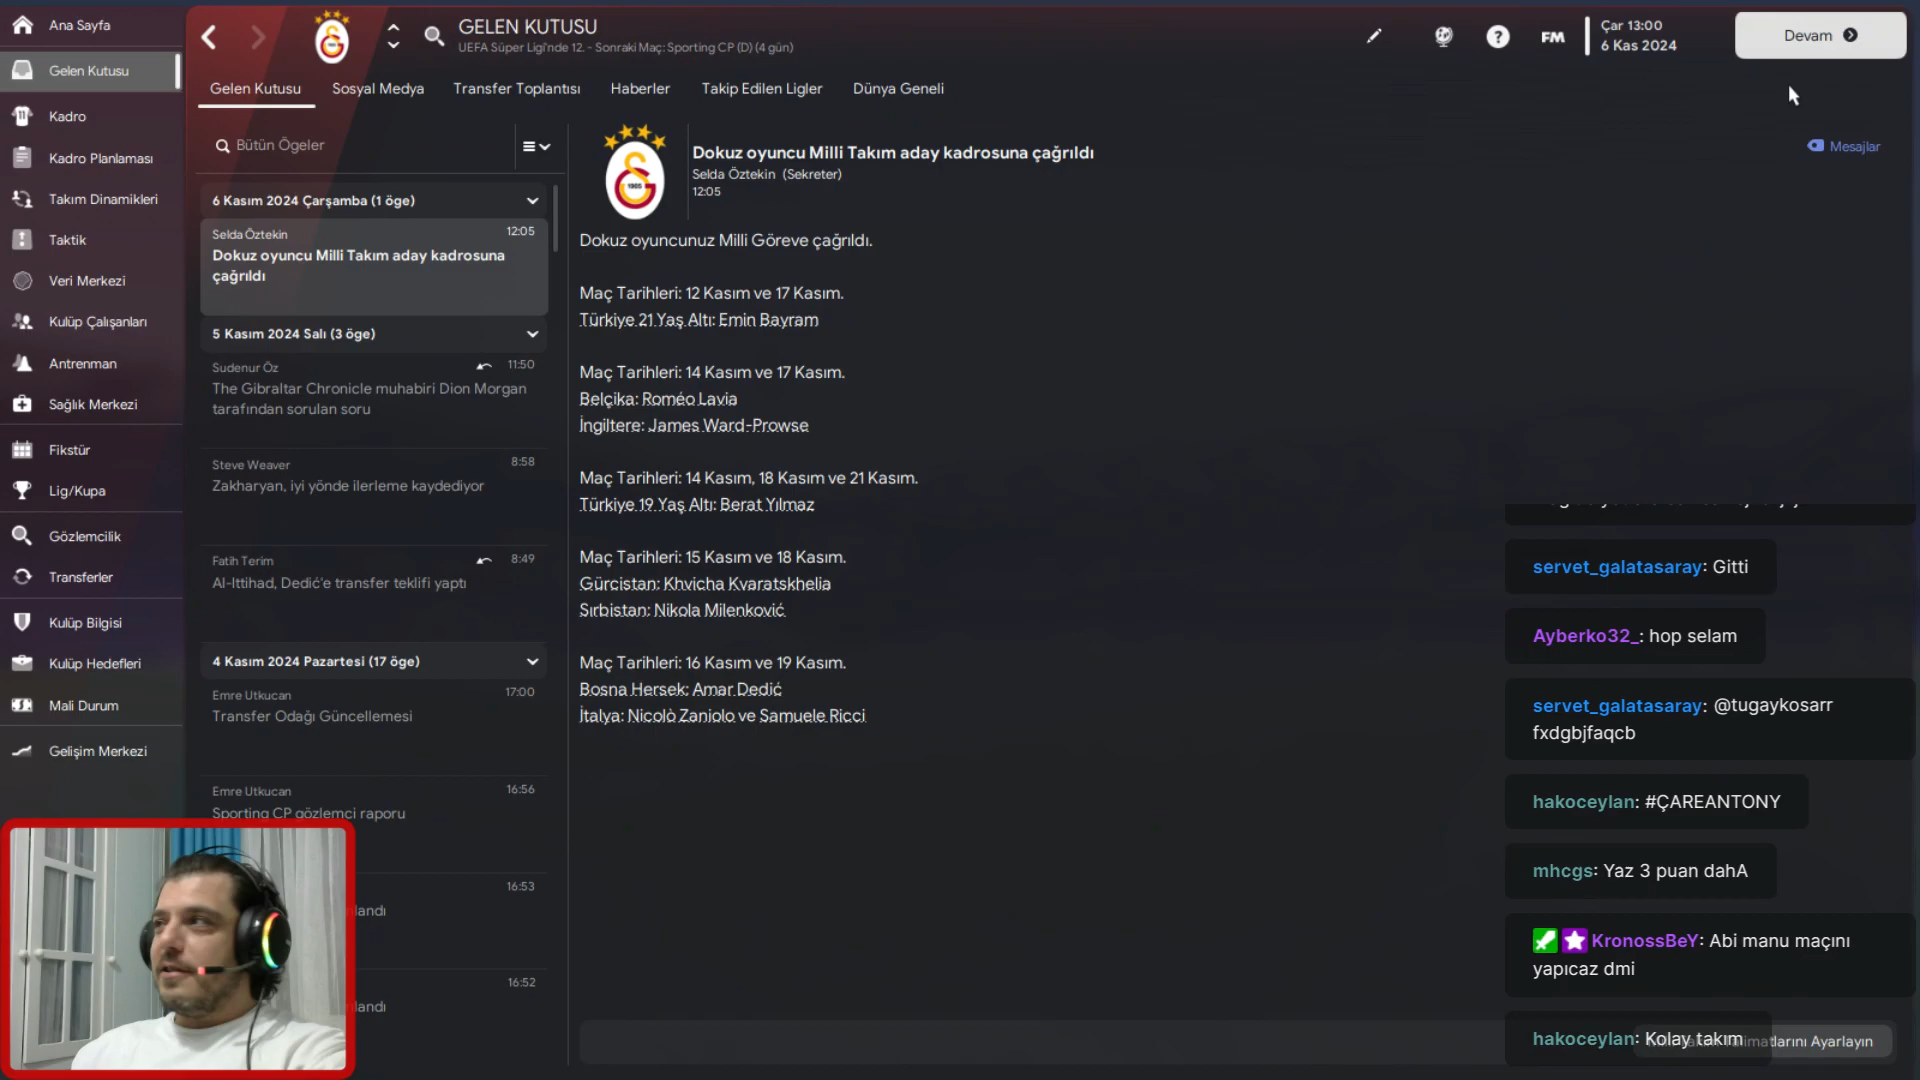 Ana Sayfa
Gelen Kutusu
Kadro
Kadro Planlaması
Takım Dinamikleri
Taktik
Veri Merkezi
Kulüp Çalışanları
Antrenman
Sağlık Merkezi
Fikstür
Lig/Kupa
Gözlemcilik
Transferler
Kulüp Bilgisi
Kulüp Hedefleri
Mali Durum
Gelişim Merkezi
GELEN KUTUSU
UEFA Süper Ligi'nde 12. - Sonraki Maç: Sporting CP (D) (4 gün)
FM
Çar 13:00
6 Kas 2024
Devam
Gelen Kutusu
Sosyal Medya
Transfer Toplantısı
Haberler
Takip Edilen Ligler
Dünya Geneli
Bütün Ögeler
6 Kasım 2024 Çarşamba (1 öge)
Selda Öztekin 12:05
Dokuz oyuncu Milli Takım aday kadrosuna
çağrıldı
5 Kasım 2024 Salı (3 öge)
Sudenur Öz 11:50
The Gibraltar Chronicle muhabiri Dion Morgan
tarafından sorulan soru
Steve Weaver 8:58
Zakharyan, iyi yönde ilerleme kaydediyor
Fatih Terim 8:49
Al-Ittihad, Dedić'e transfer teklifi yaptı
4 Kasım 2024 Pazartesi (17 öge)
Emre Utkucan 17:00
Transfer Odağı Güncellemesi
Emre Utkucan 16:56
Sporting CP gözlemci raporu
16:53
landı
16:52
landı
1905
Dokuz oyuncu Milli Takım aday kadrosuna çağrıldı
Selda Öztekin (Sekreter)
12:05
Mesajlar
Dokuz oyuncunuz Milli Göreve çağrıldı.
Maç Tarihleri: 12 Kasım ve 17 Kasım.
Türkiye 21 Yaş Altı: Emin Bayram
Maç Tarihleri: 14 Kasım ve 17 Kasım.
Belçika: Roméo Lavia
İngiltere: James Ward-Prowse
Maç Tarihleri: 14 Kasım, 18 Kasım ve 21 Kasım.
Türkiye 19 Yaş Altı: Berat Yılmaz
Maç Tarihleri: 15 Kasım ve 18 Kasım.
Gürcistan: Khvicha Kvaratskhelia
Sırbistan: Nikola Milenković
Maç Tarihleri: 16 Kasım ve 19 Kasım.
Bosna Hersek: Amar Dedić
İtalya: Nicolò Zaniolo ve Samuele Ricci
servet_galatasaray: Gitti
Ayberko32_: hop selam
servet_galatasaray: @tugaykosarr
fxdgbjfaqcb
hakoceylan: #ÇAREANTONY
mhcgs: Yaz 3 puan dahA
KronossBeY: Abi manu maçını
yapıcaz dmi
hakoceylan: Kolay takım
Ayarlayın